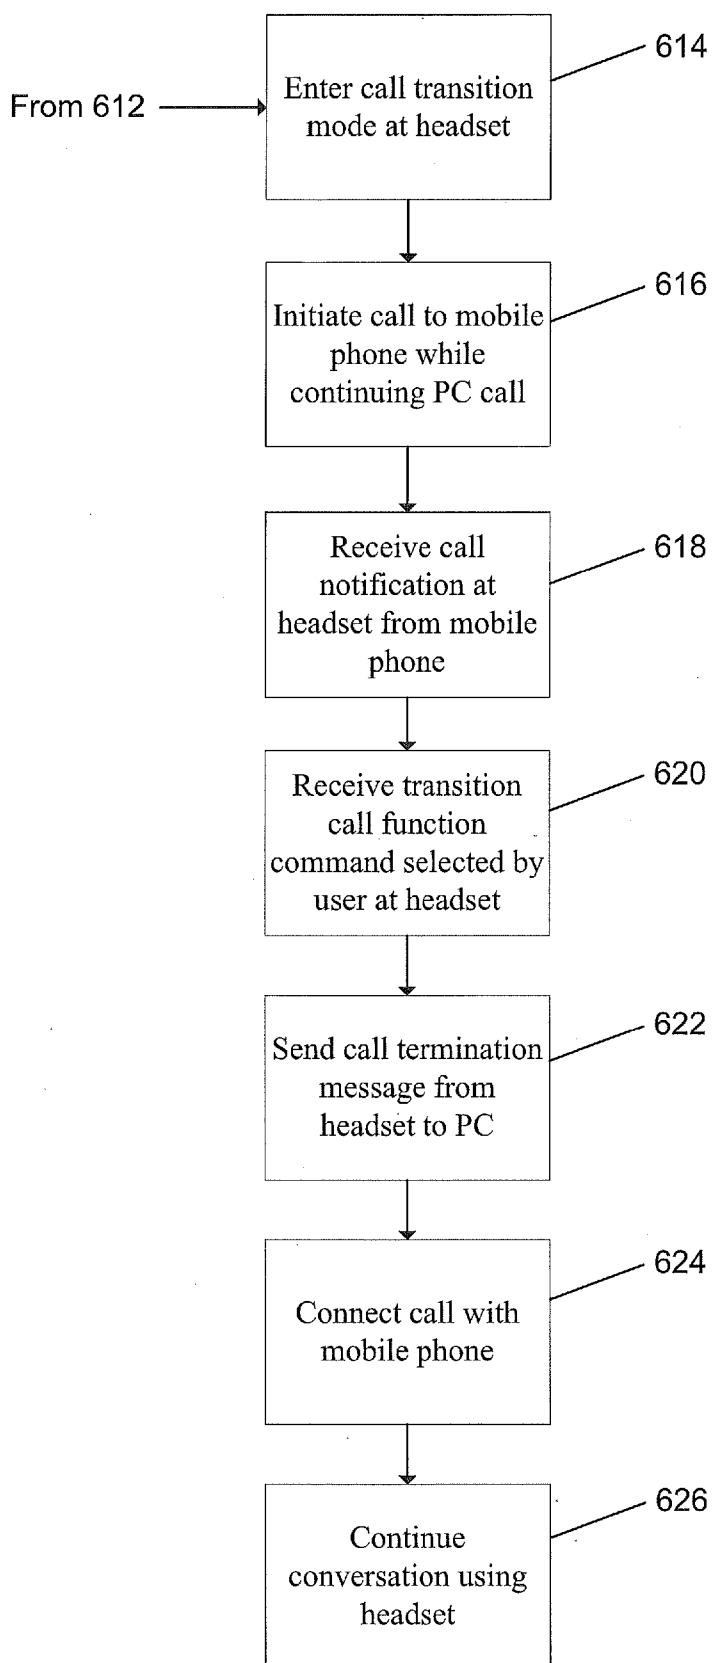 614
From 612
Enter call transition
mode at headset
616
Initiate call to mobile
phone while
continuing PC call
618
Receive call
notification at
headset from mobile
phone
620
Receive transition
call function
command selected by
user at headset
622
Send call termination
message from
headset to PC
624
Connect call with
mobile phone
626
Continue
conversation using
headset